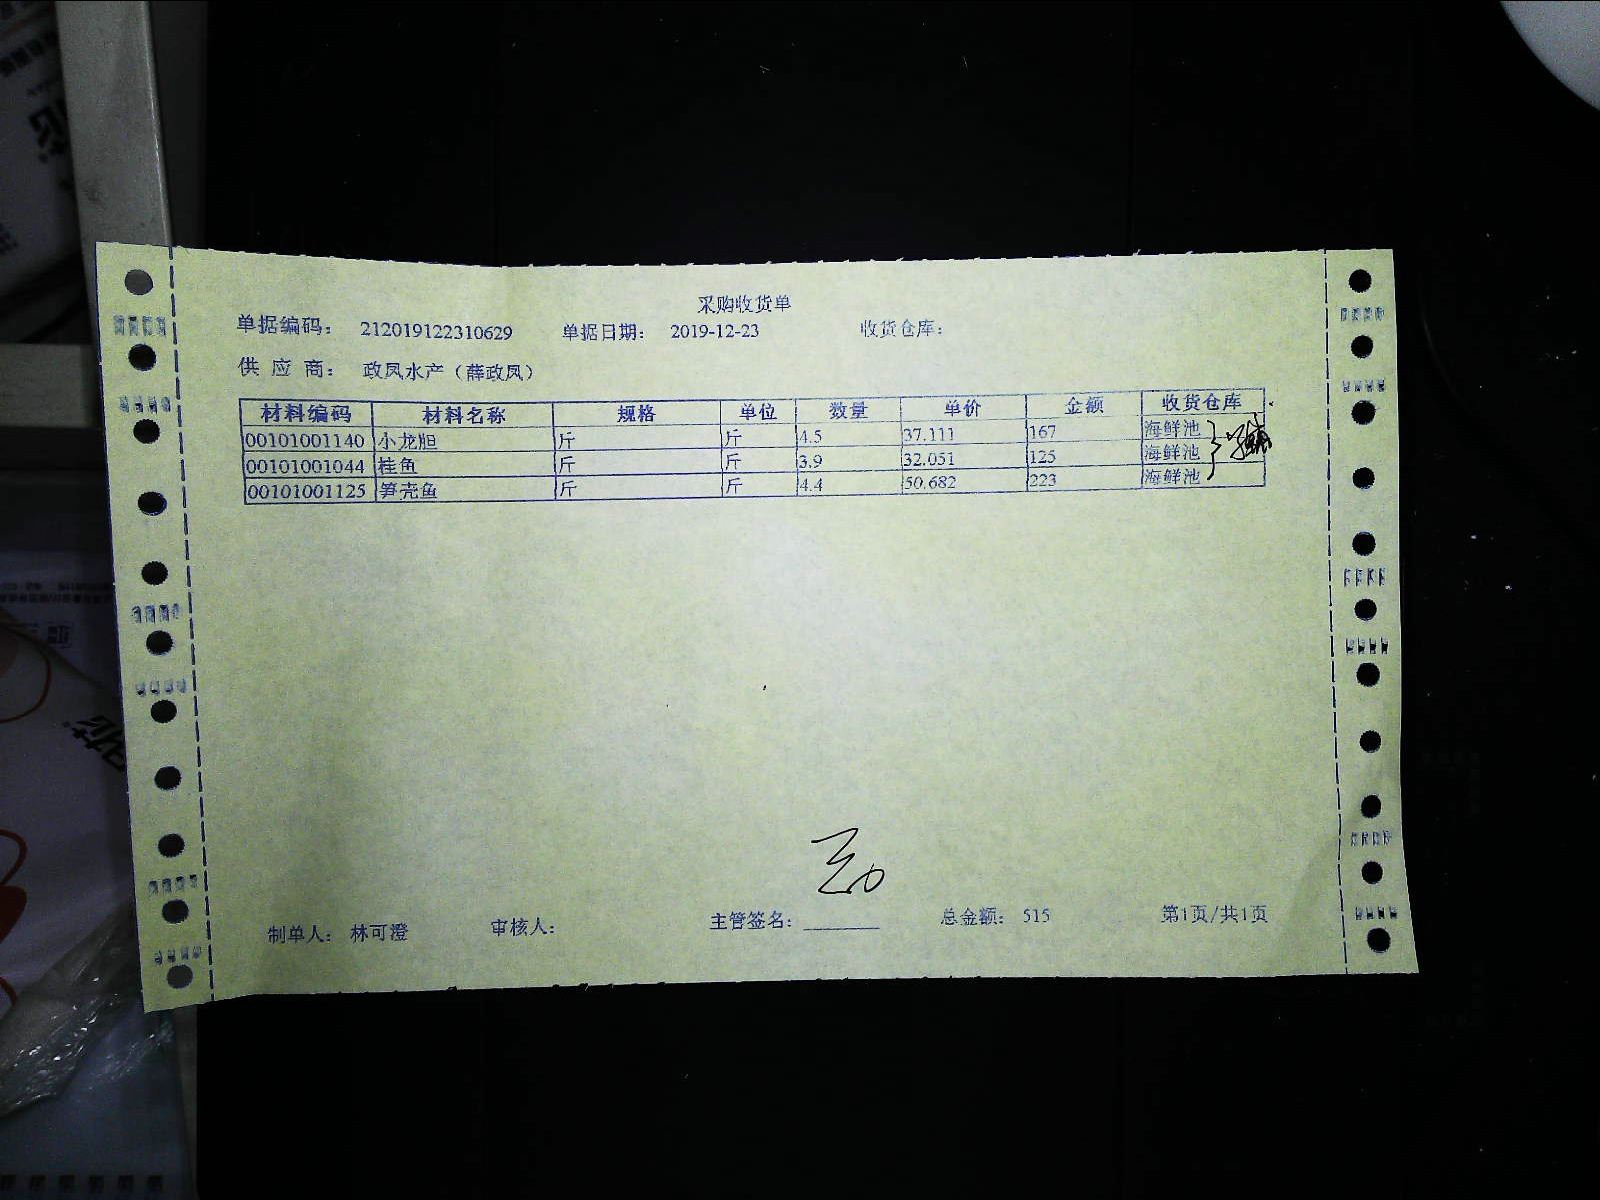 采购收货单
单据编码： 212019122310629 单据日期： 2019-12-23 收货仓库：
供 应 商： 政凤水产（薛政凤）
材料编码 材料名称 规格 单位 数量 单价 金额 收货仓库
00101001140 小龙胆 斤 斤 4.5 37.111 167 海鲜池
00101001044 桂鱼 斤 斤 3.9 32.051 125 海鲜池
00101001125 笋壳鱼 斤 斤 4.4 50.682 223 海鲜池
制单人： 林可澄 审核人： 主管签名：________ 总金额： 515 第1页/共1页